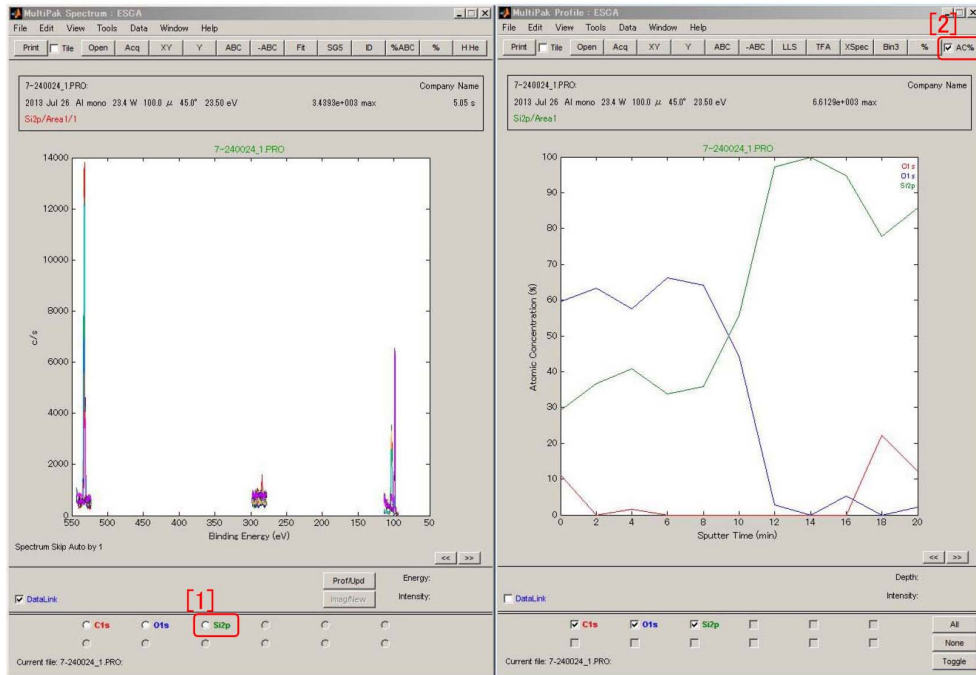 MultiPak Spectrum : ESCA
File Edit View Tools Data Window Help
Print Tile Open Acq XY Y ABC -ABC Fit SG5 ID %ABC % H He
7-240024_1.PRO: Company Name
2013 Jul 26 Al mono 23.4 W 100.0 μ 45.0° 23.50 eV 3.4393e+003 max 5.05 s
Si2p/Area1/1
7-240024_1.PRO
14000
12000
10000
8000
6000
4000
2000
0
c/s
550 500 450 400 350 300 250 200 150 100 50
Binding Energy (eV)
Spectrum Skip Auto by 1
<< >>
Prof/Upd Energy:
DataLink Imag/New Intensity:
[1]
C1s O1s Si2p
Current file: 7-240024_1.PRO:
MultiPak Profile : ESCA
[2]
File Edit View Tools Data Window Help
Print Tile Open Acq XY Y ABC -ABC LLS TFA XSpec Bin3 % AC%
7-240024_1.PRO: Company Name
2013 Jul 26 Al mono 23.4 W 100.0 μ 45.0° 23.50 eV 6.6129e+003 max
Si2p/Area1
7-240024_1.PRO
100
90
80
70
60
50
40
30
20
10
0
C1s
O1s
Si2p
Atomic Concentration (%)
0 2 4 6 8 10 12 14 16 18 20
Sputter Time (min)
<< >>
Depth:
DataLink Intensity:
C1s O1s Si2p All
None
Current file: 7-240024_1.PRO: Toggle